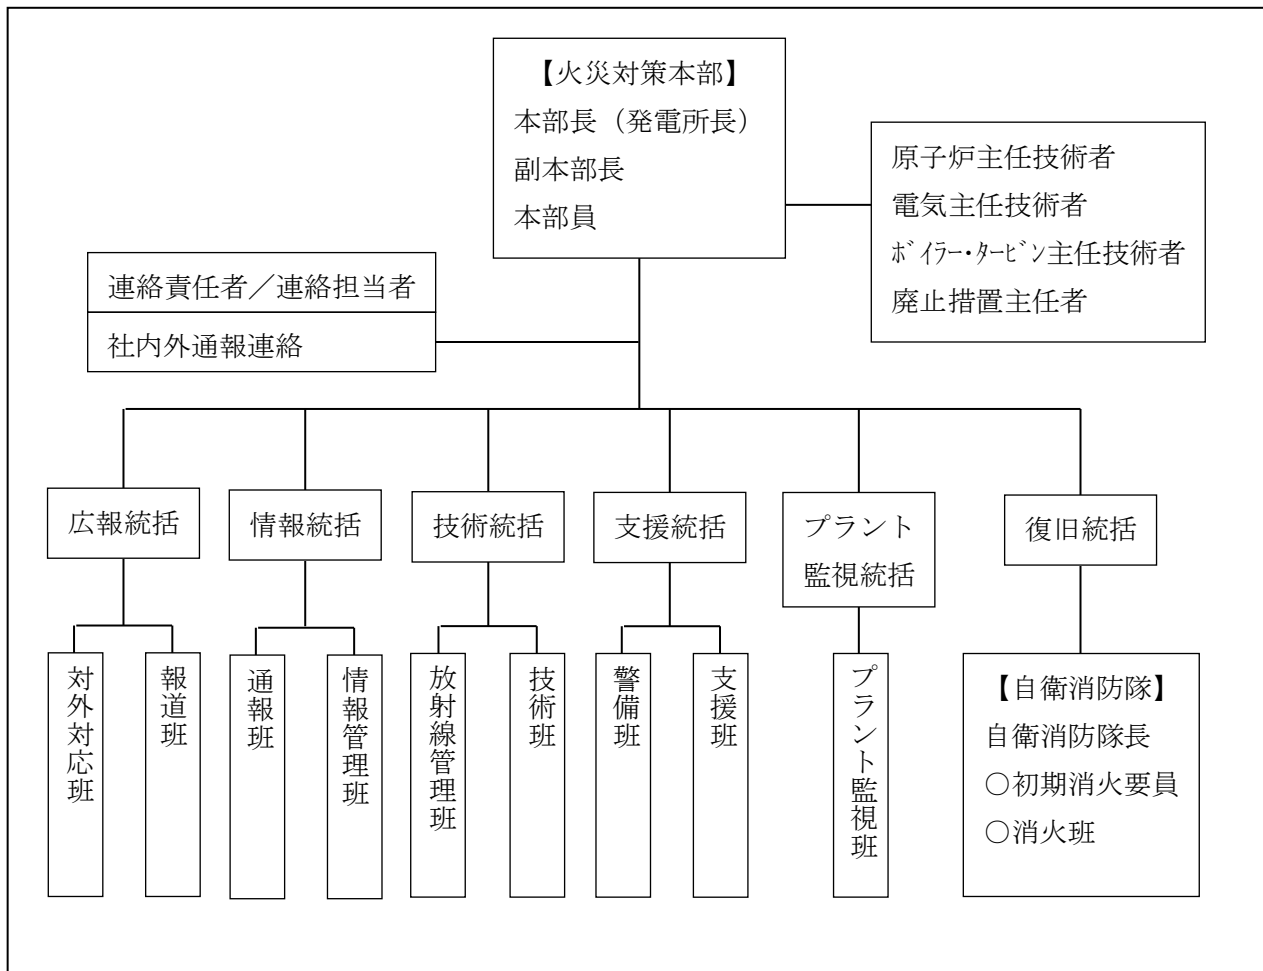 【火災対策本部】
本部長（発電所長）
副本部長
本部員
原子炉主任技術者
電気主任技術者
ﾎﾞｲﾗｰ・ﾀｰﾋﾞﾝ主任技術者
廃止措置主任者
連絡責任者／連絡担当者
社内外通報連絡
広報統括
情報統括
技術統括
支援統括
プラント
監視統括
復旧統括
対外対応班
報道班
通報班
情報管理班
放射線管理班
技術班
警備班
支援班
プラント監視班
【自衛消防隊】
自衛消防隊長
○初期消火要員
○消火班